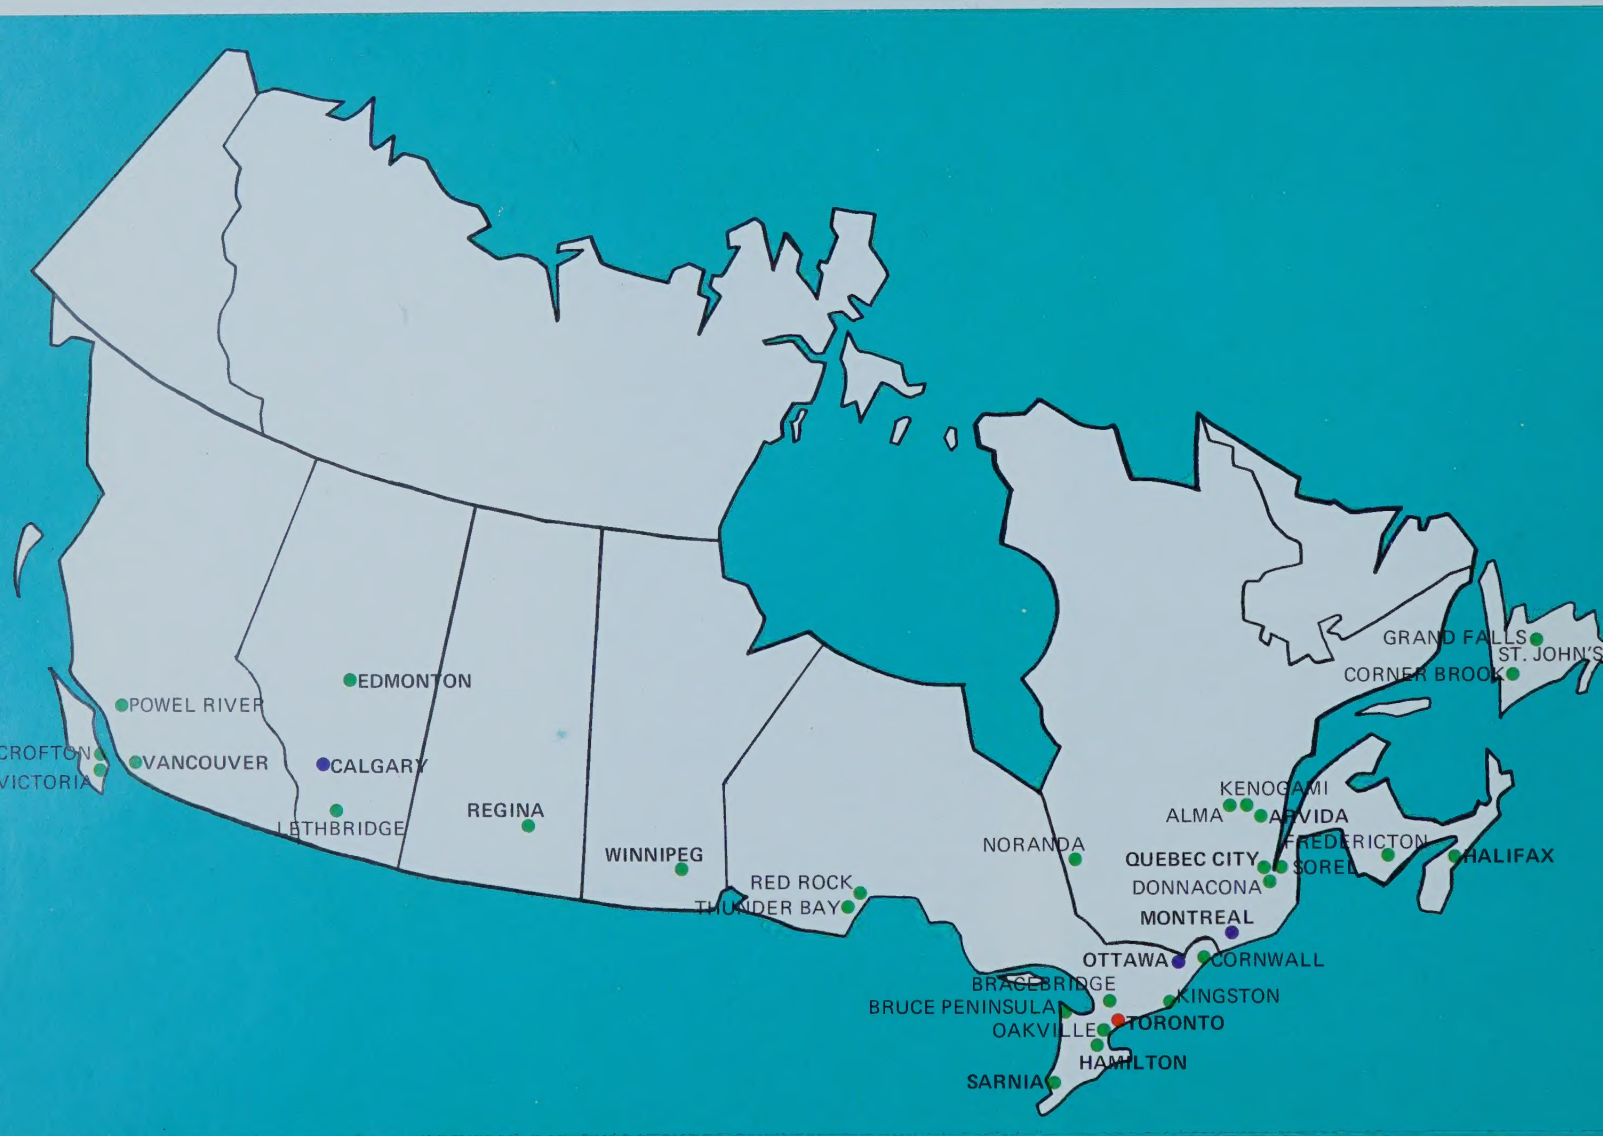 GRAND FALLS
ST. JOHN'S
CORNER BROOK
EDMONTON
POWEL RIVER
CROFTON
VANCOUVER
VICTORIA
CALGARY
LETHBRIDGE
REGINA
WINNIPEG
RED ROCK
THUNDER BAY
NORANDA
KENOGAMI
ALMA
ARVIDA
FREDERICTON
QUEBEC CITY
SOREL
HALIFAX
DONNACONA
MONTREAL
OTTAWA
CORNWALL
BRACEBRIDGE
KINGSTON
BRUCE PENINSULA
TORONTO
OAKVILLE
HAMILTON
SARNIA